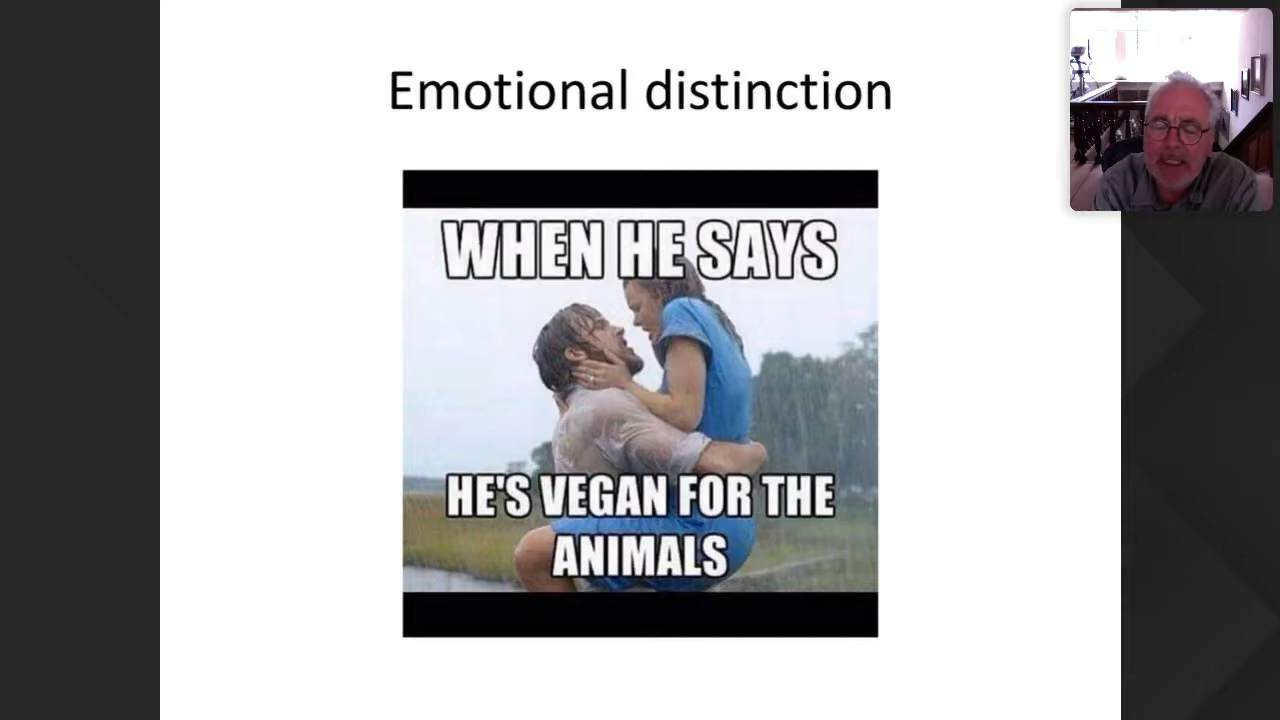 Emotional distinction
WHEN HE SAYS
HE'S VEGAN FOR THE
ANIMALS